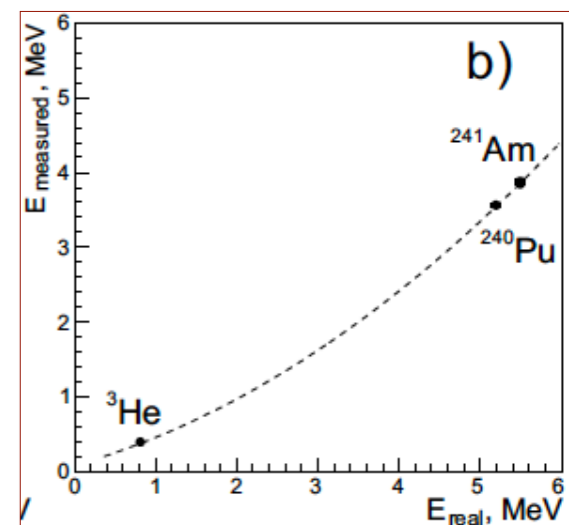 b)
E measured , MeV
6
5
4
3
2
1
0
²⁴¹Am
²⁴⁰Pu
³He
0 1 2 3 4 5 6
V
E real, MeV